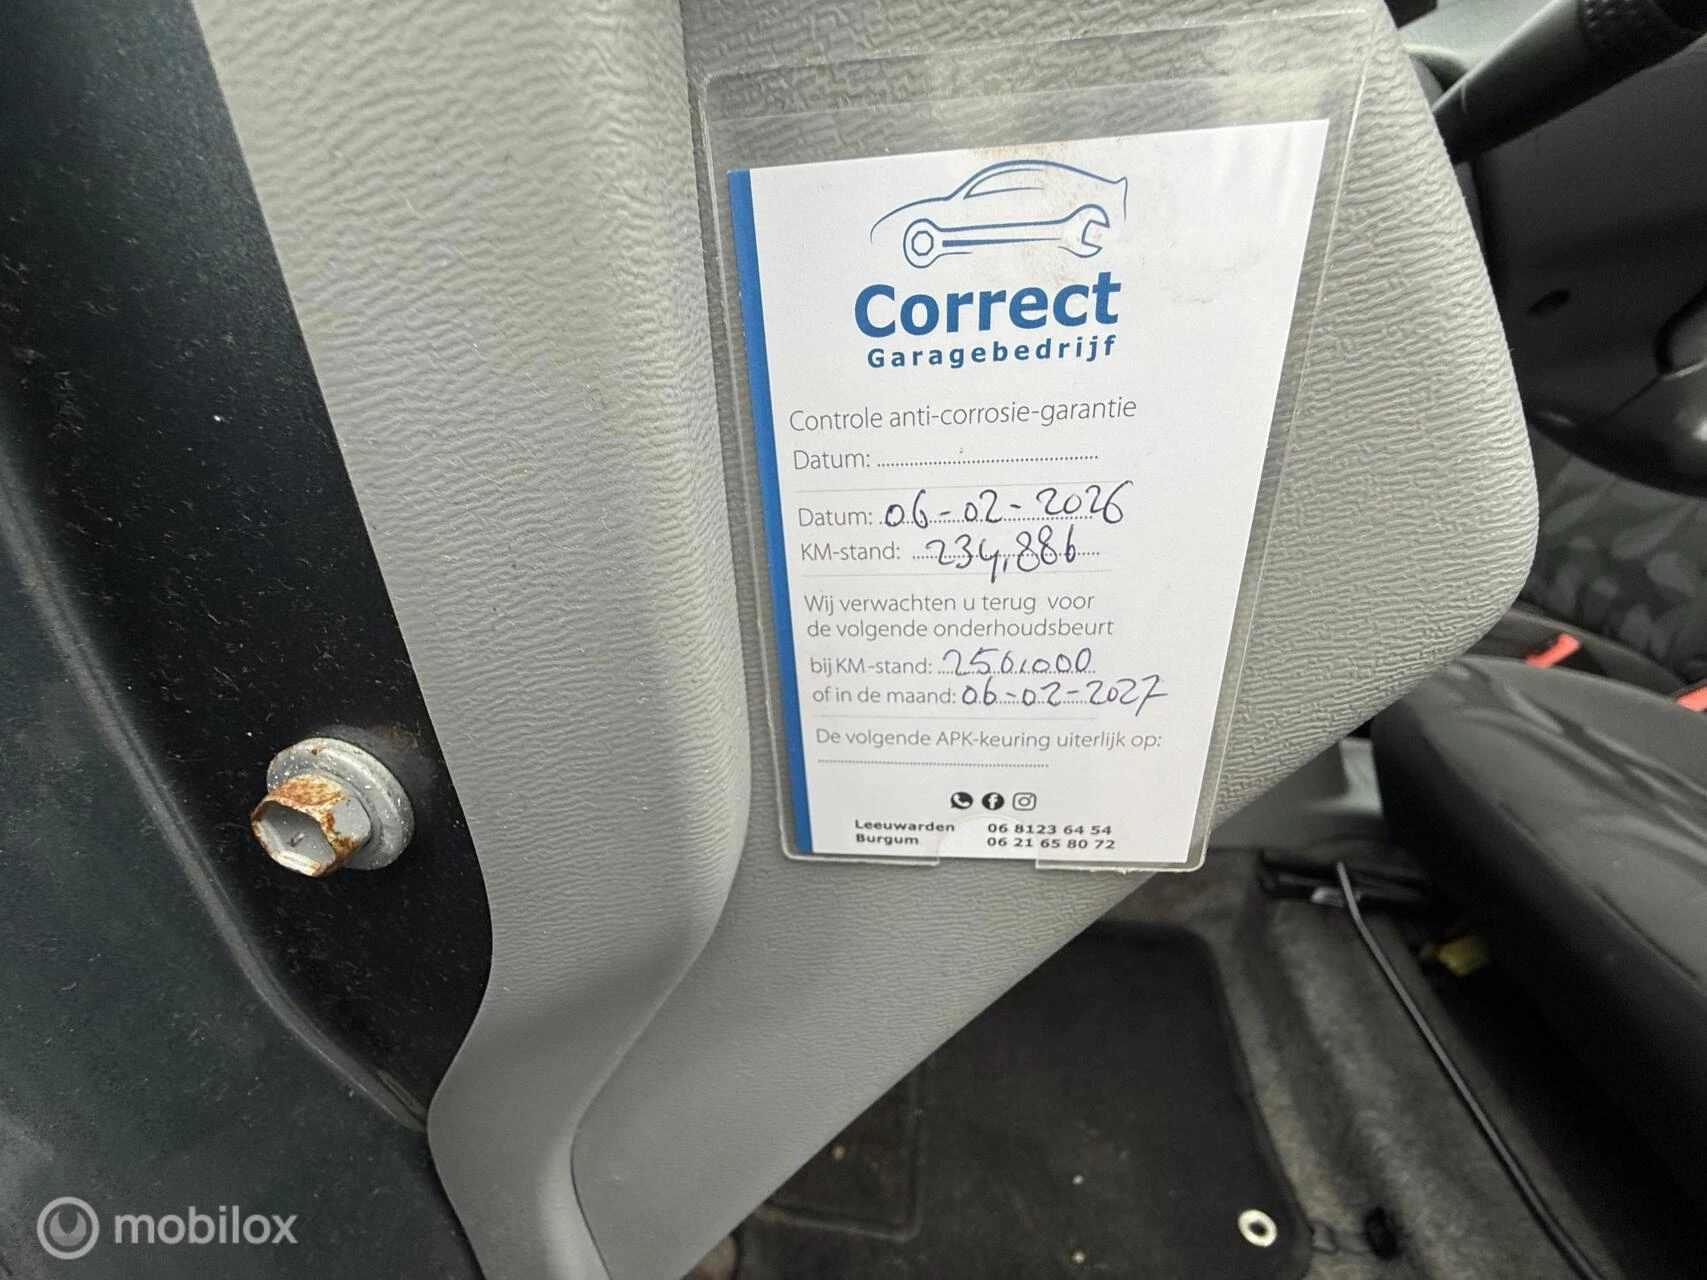 Correct
Garagebedrijf
Controle anti-corrosie-garantie
Datum: ............................................
Datum: 06-02-2026
KM-stand: 234,886
Wij verwachten u terug voor
de volgende onderhoudsbeurt
bij KM-stand: 250.000
of in de maand: 06-02-2027
De volgende APK-keuring uiterlijk op:
..............................................
Leeuwarden 06 8123 64 54
Burgum 06 21 65 80 72
mobilox